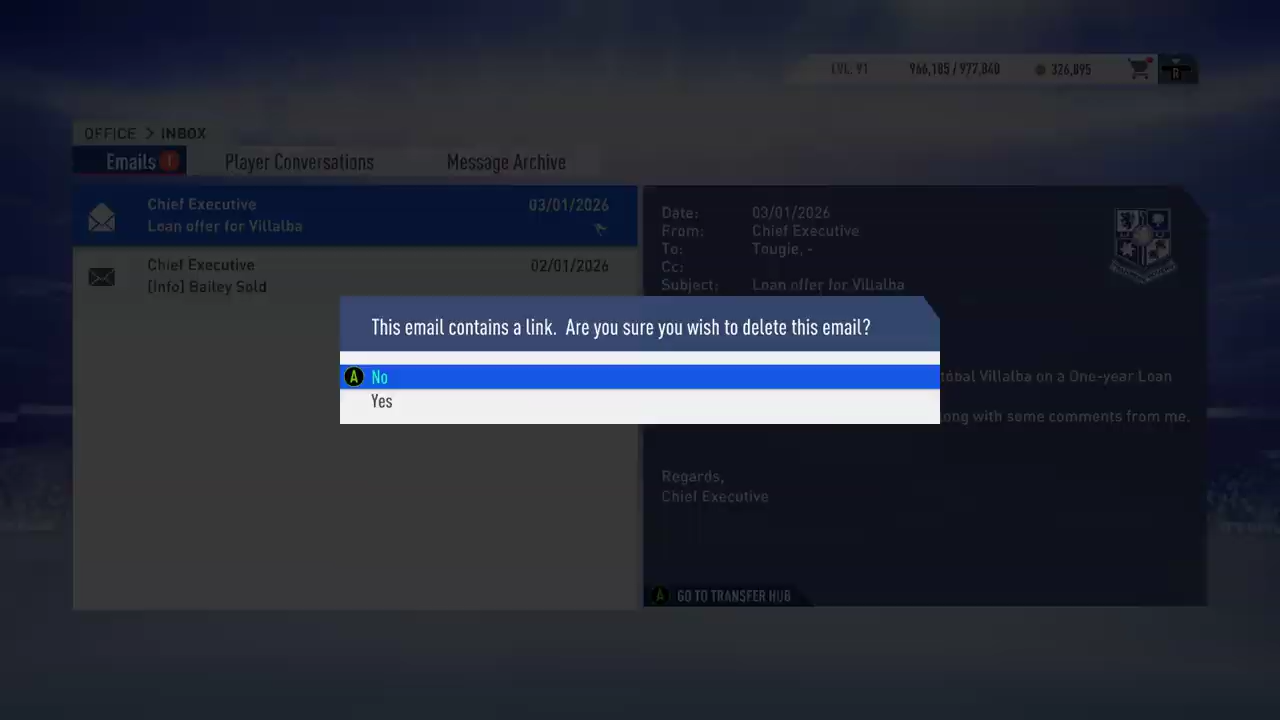 LVL. 91 966,185 / 977,040 326,895
R
OFFICE > INBOX
Emails ! Player Conversations Message Archive
Chief Executive 03/01/2026
Loan offer for Villalba
Chief Executive 02/01/2026
[Info] Bailey Sold
Date: 03/01/2026
From: Chief Executive
To: Tougie, -
Cc:
Subject: Loan offer for Villalba
This email contains a link. Are you sure you wish to delete this email?
A No
Yes
tóbal Villalba on a One-year Loan
ong with some comments from me.
Regards,
Chief Executive
A GO TO TRANSFER HUB